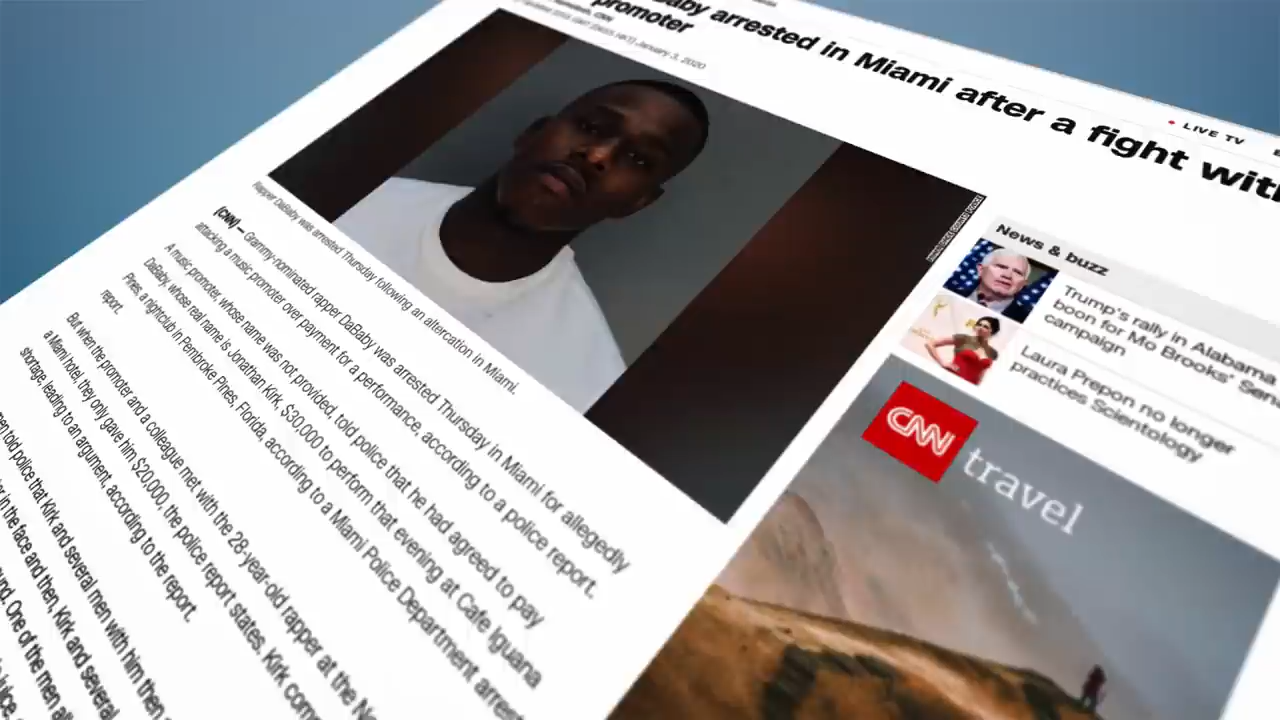 Baby arrested in Miami after a fight with
promoter
January 3, 2020
LIVE TV
Rapper DaBaby was arrested Thursday following an altercation in Miami.
(CNN) — Grammy-nominated rapper DaBaby was arrested Thursday in Miami for allegedly
attacking a music promoter over payment for a performance, according to a police report.
A music promoter, whose name was not provided, told police that he had agreed to pay
DaBaby, whose real name is Jonathan Kirk, $30,000 to perform that evening at Cafe Iguana
Pines, a nightclub in Pembroke Pines, Florida, according to a Miami Police Department arrest
report.
But when the promoter and a colleague met with the 28-year-old rapper at the
a Miami hotel, they only gave him $20,000, the police report states. Kirk
shortage, leading to an argument, according to the report.
told police that Kirk and several men with him then
in the face and then, Kirk and several
One of the men
juice,
News & buzz
Trump's rally in Alabama
boon for Mo Brooks' Sen
campaign
Laura Prepon no longer
practices Scientology
CNN travel